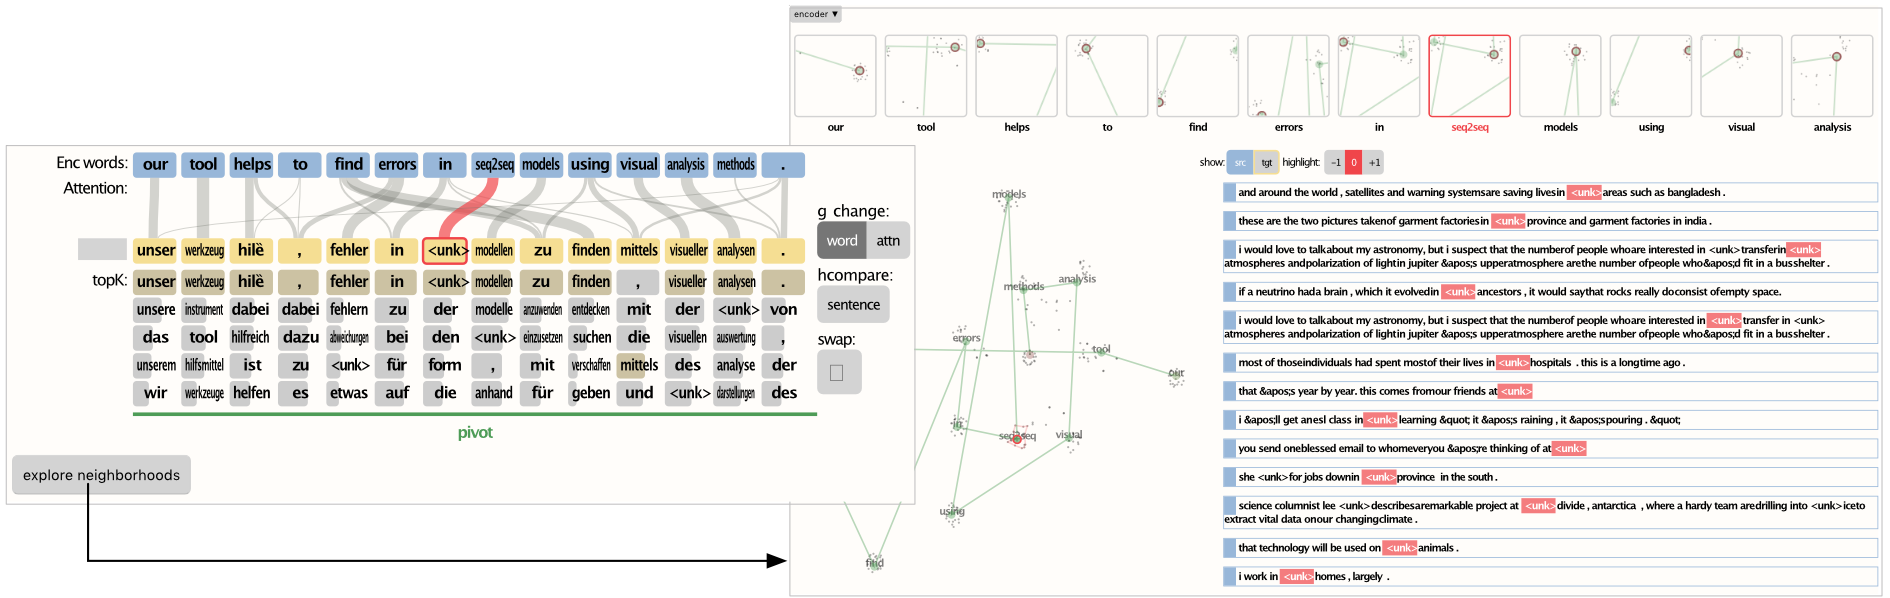 encoder ▼
our tool helps to find errors in seq2seq models using visual analysis
Enc words: our tool helps to find errors in seq2seq models using visual analysis methods .
Attention:
unser werkzeug hilè , fehler in <unk> modellen zu finden mittels visueller analysen .
topK: unser werkzeug hilè , fehler in <unk> modellen zu finden , visueller analysen .
unsere instrument dabei dabei fehlern zu der modelle anzuwenden entdecken mit der <unk> von
das tool hilfreich dazu abweichungen bei den <unk> einzusetzen suchen die visuellen auswertung ,
unserem hilfsmittel ist zu <unk> für form , mit verschaffen mittels des analyse der
wir werkzeuge helfen es etwas auf die anhand für geben und <unk> darstellungen des
pivot
explore neighborhoods
g change:
word attn
hcompare:
sentence
swap:
models
analysis
methods
errors
tool
our
in
seq2seq
visual
using
find
show: src tgt highlight: -1 0 +1
and around the world , satellites and warning systemsare saving livesin <unk> areas such as bangladesh .
these are the two pictures takenof garment factoriesin <unk> province and garment factories in india .
i would love to talkabout my astronomy, but i suspect that the numberof people whoare interested in <unk>transferin <unk>
atmospheres andpolarization of lightin jupiter &apos;s upperatmosphere arethe number ofpeople who&apos;d fit in a busshelter .
if a neutrino hada brain , which it evolvedin <unk> ancestors , it would saythat rocks really doconsist ofempty space.
i would love to talkabout my astronomy, but i suspect that the numberof people whoare interested in <unk> transfer in <unk>
atmospheres andpolarization of lightin jupiter &apos;s upperatmosphere arethe number ofpeople who&apos;d fit in a busshelter .
most of thoseindividuals had spent mostof their lives in <unk> hospitals . this is a longtime ago .
that &apos;s year by year. this comes fromour friends at <unk>
i &apos;ll get anesl class in <unk> learning &quot; it &apos;s raining , it &apos;spouring . &quot;
you send oneblessed email to whomeveryou &apos;re thinking of at <unk>
she <unk>for jobs downin <unk> province in the south .
science columnist lee <unk>describesaremarkable project at <unk> divide , antarctica , where a hardy team aredrilling into <unk>iceto
extract vital data onour changingclimate .
that technology will be used on <unk> animals .
i work in <unk> homes , largely .